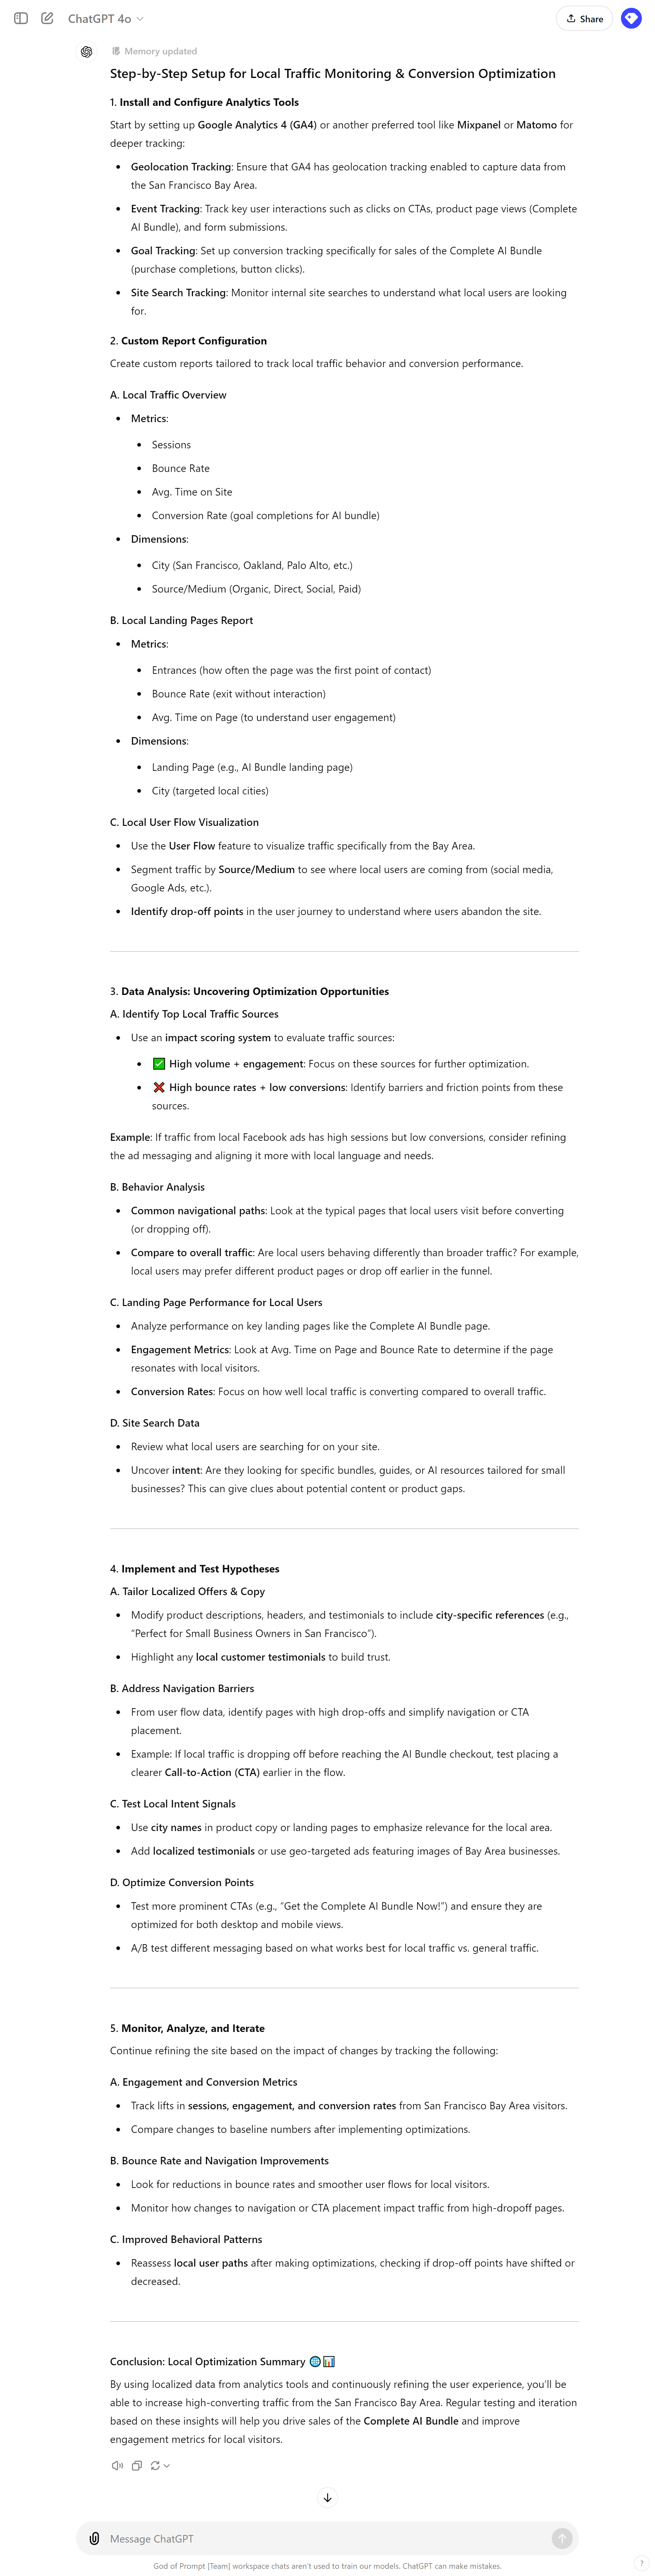 ChatGPT 4o
Share
Memory updated
Step-by-Step Setup for Local Traffic Monitoring & Conversion Optimization
1. Install and Configure Analytics Tools
Start by setting up Google Analytics 4 (GA4) or another preferred tool like Mixpanel or Matomo for
deeper tracking:
• Geolocation Tracking: Ensure that GA4 has geolocation tracking enabled to capture data from
the San Francisco Bay Area.
• Event Tracking: Track key user interactions such as clicks on CTAs, product page views (Complete
AI Bundle), and form submissions.
• Goal Tracking: Set up conversion tracking specifically for sales of the Complete AI Bundle
(purchase completions, button clicks).
• Site Search Tracking: Monitor internal site searches to understand what local users are looking
for.
2. Custom Report Configuration
Create custom reports tailored to track local traffic behavior and conversion performance.
A. Local Traffic Overview
• Metrics:
• Sessions
• Bounce Rate
• Avg. Time on Site
• Conversion Rate (goal completions for AI bundle)
• Dimensions:
• City (San Francisco, Oakland, Palo Alto, etc.)
• Source/Medium (Organic, Direct, Social, Paid)
B. Local Landing Pages Report
• Metrics:
• Entrances (how often the page was the first point of contact)
• Bounce Rate (exit without interaction)
• Avg. Time on Page (to understand user engagement)
• Dimensions:
• Landing Page (e.g., AI Bundle landing page)
• City (targeted local cities)
C. Local User Flow Visualization
• Use the User Flow feature to visualize traffic specifically from the Bay Area.
• Segment traffic by Source/Medium to see where local users are coming from (social media,
Google Ads, etc.).
• Identify drop-off points in the user journey to understand where users abandon the site.
3. Data Analysis: Uncovering Optimization Opportunities
A. Identify Top Local Traffic Sources
• Use an impact scoring system to evaluate traffic sources:
• ✅ High volume + engagement: Focus on these sources for further optimization.
• ❌ High bounce rates + low conversions: Identify barriers and friction points from these
sources.
Example: If traffic from local Facebook ads has high sessions but low conversions, consider refining
the ad messaging and aligning it more with local language and needs.
B. Behavior Analysis
• Common navigational paths: Look at the typical pages that local users visit before converting
(or dropping off).
• Compare to overall traffic: Are local users behaving differently than broader traffic? For example,
local users may prefer different product pages or drop off earlier in the funnel.
C. Landing Page Performance for Local Users
• Analyze performance on key landing pages like the Complete AI Bundle page.
• Engagement Metrics: Look at Avg. Time on Page and Bounce Rate to determine if the page
resonates with local visitors.
• Conversion Rates: Focus on how well local traffic is converting compared to overall traffic.
D. Site Search Data
• Review what local users are searching for on your site.
• Uncover intent: Are they looking for specific bundles, guides, or AI resources tailored for small
businesses? This can give clues about potential content or product gaps.
4. Implement and Test Hypotheses
A. Tailor Localized Offers & Copy
• Modify product descriptions, headers, and testimonials to include city-specific references (e.g.,
“Perfect for Small Business Owners in San Francisco”).
• Highlight any local customer testimonials to build trust.
B. Address Navigation Barriers
• From user flow data, identify pages with high drop-offs and simplify navigation or CTA
placement.
• Example: If local traffic is dropping off before reaching the AI Bundle checkout, test placing a
clearer Call-to-Action (CTA) earlier in the flow.
C. Test Local Intent Signals
• Use city names in product copy or landing pages to emphasize relevance for the local area.
• Add localized testimonials or use geo-targeted ads featuring images of Bay Area businesses.
D. Optimize Conversion Points
• Test more prominent CTAs (e.g., “Get the Complete AI Bundle Now!”) and ensure they are
optimized for both desktop and mobile views.
• A/B test different messaging based on what works best for local traffic vs. general traffic.
5. Monitor, Analyze, and Iterate
Continue refining the site based on the impact of changes by tracking the following:
A. Engagement and Conversion Metrics
• Track lifts in sessions, engagement, and conversion rates from San Francisco Bay Area visitors.
• Compare changes to baseline numbers after implementing optimizations.
B. Bounce Rate and Navigation Improvements
• Look for reductions in bounce rates and smoother user flows for local visitors.
• Monitor how changes to navigation or CTA placement impact traffic from high-dropoff pages.
C. Improved Behavioral Patterns
• Reassess local user paths after making optimizations, checking if drop-off points have shifted or
decreased.
Conclusion: Local Optimization Summary 🌐📊
By using localized data from analytics tools and continuously refining the user experience, you’ll be
able to increase high-converting traffic from the San Francisco Bay Area. Regular testing and iteration
based on these insights will help you drive sales of the Complete AI Bundle and improve
engagement metrics for local visitors.
Message ChatGPT
God of Prompt [Team] workspace chats aren't used to train our models. ChatGPT can make mistakes.
?